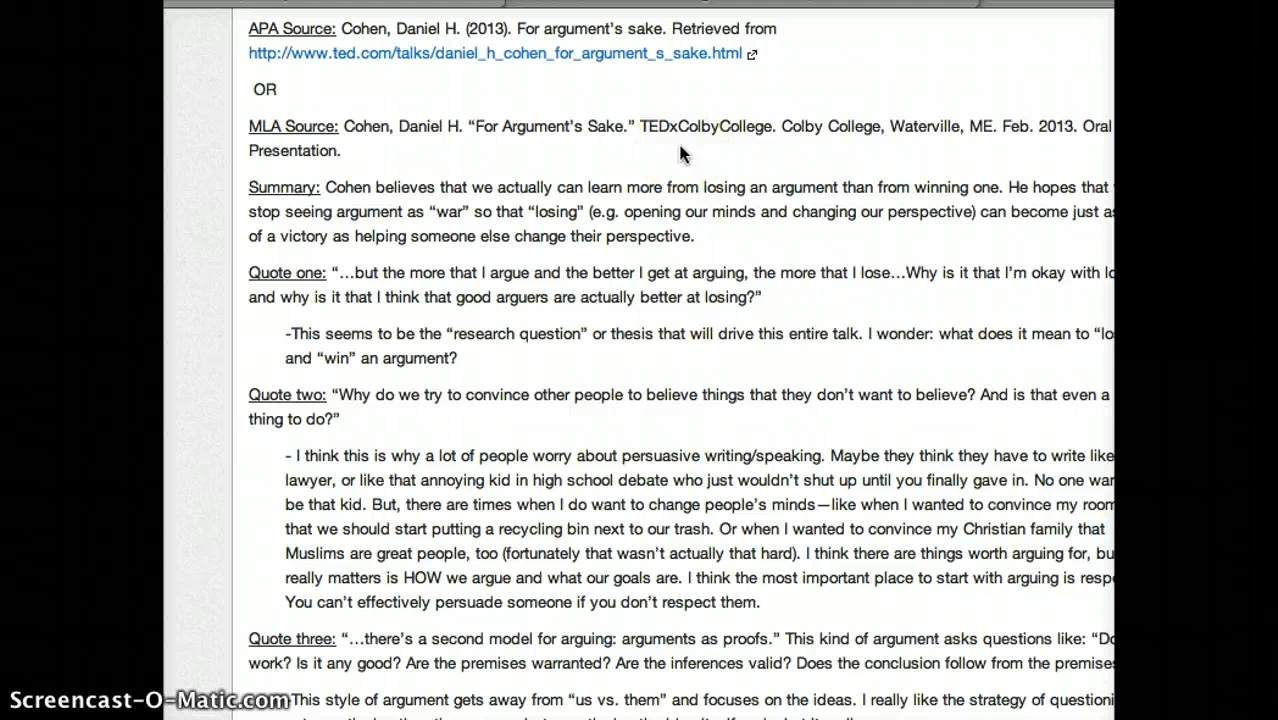 APA Source: Cohen, Daniel H. (2013). For argument's sake. Retrieved from
http://www.ted.com/talks/daniel_h_cohen_for_argument_s_sake.html
OR
MLA Source: Cohen, Daniel H. “For Argument’s Sake.” TEDxColbyCollege. Colby College, Waterville, ME. Feb. 2013. Oral
Presentation.
Summary: Cohen believes that we actually can learn more from losing an argument than from winning one. He hopes that
stop seeing argument as “war” so that “losing” (e.g. opening our minds and changing our perspective) can become just
of a victory as helping someone else change their perspective.
Quote one: “…but the more that I argue and the better I get at arguing, the more that I lose…Why is it that I’m okay with
and why is it that I think that good arguers are actually better at losing?”
-This seems to be the “research question” or thesis that will drive this entire talk. I wonder: what does it mean to “lo
and “win” an argument?
Quote two: “Why do we try to convince other people to believe things that they don’t want to believe? And is that even a
thing to do?”
- I think this is why a lot of people worry about persuasive writing/speaking. Maybe they think they have to write like
lawyer, or like that annoying kid in high school debate who just wouldn’t shut up until you finally gave in. No one
be that kid. But, there are times when I do want to change people’s minds—like when I wanted to convince my room
that we should start putting a recycling bin next to our trash. Or when I wanted to convince my Christian family that
Muslims are great people, too (fortunately that wasn’t actually that hard). I think there are things worth arguing for, bu
really matters is HOW we argue and what our goals are. I think the most important place to start with arguing is resp
You can’t effectively persuade someone if you don’t respect them.
Quote three: “…there’s a second model for arguing: arguments as proofs.” This kind of argument asks questions like: “Do
work? Is it any good? Are the premises warranted? Are the inferences valid? Does the conclusion follow from the premises
This style of argument gets away from “us vs. them” and focuses on the ideas. I really like the strategy of questioni
Screencast-O-Matic.com